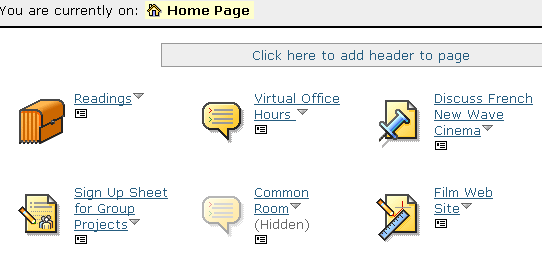 You are currently on: Home Page
Click here to add header to page
Readings
Virtual Office
Hours
Discuss French
New Wave
Cinema
Sign Up Sheet
for Group
Projects
Common
Room
(Hidden)
Film Web
Site